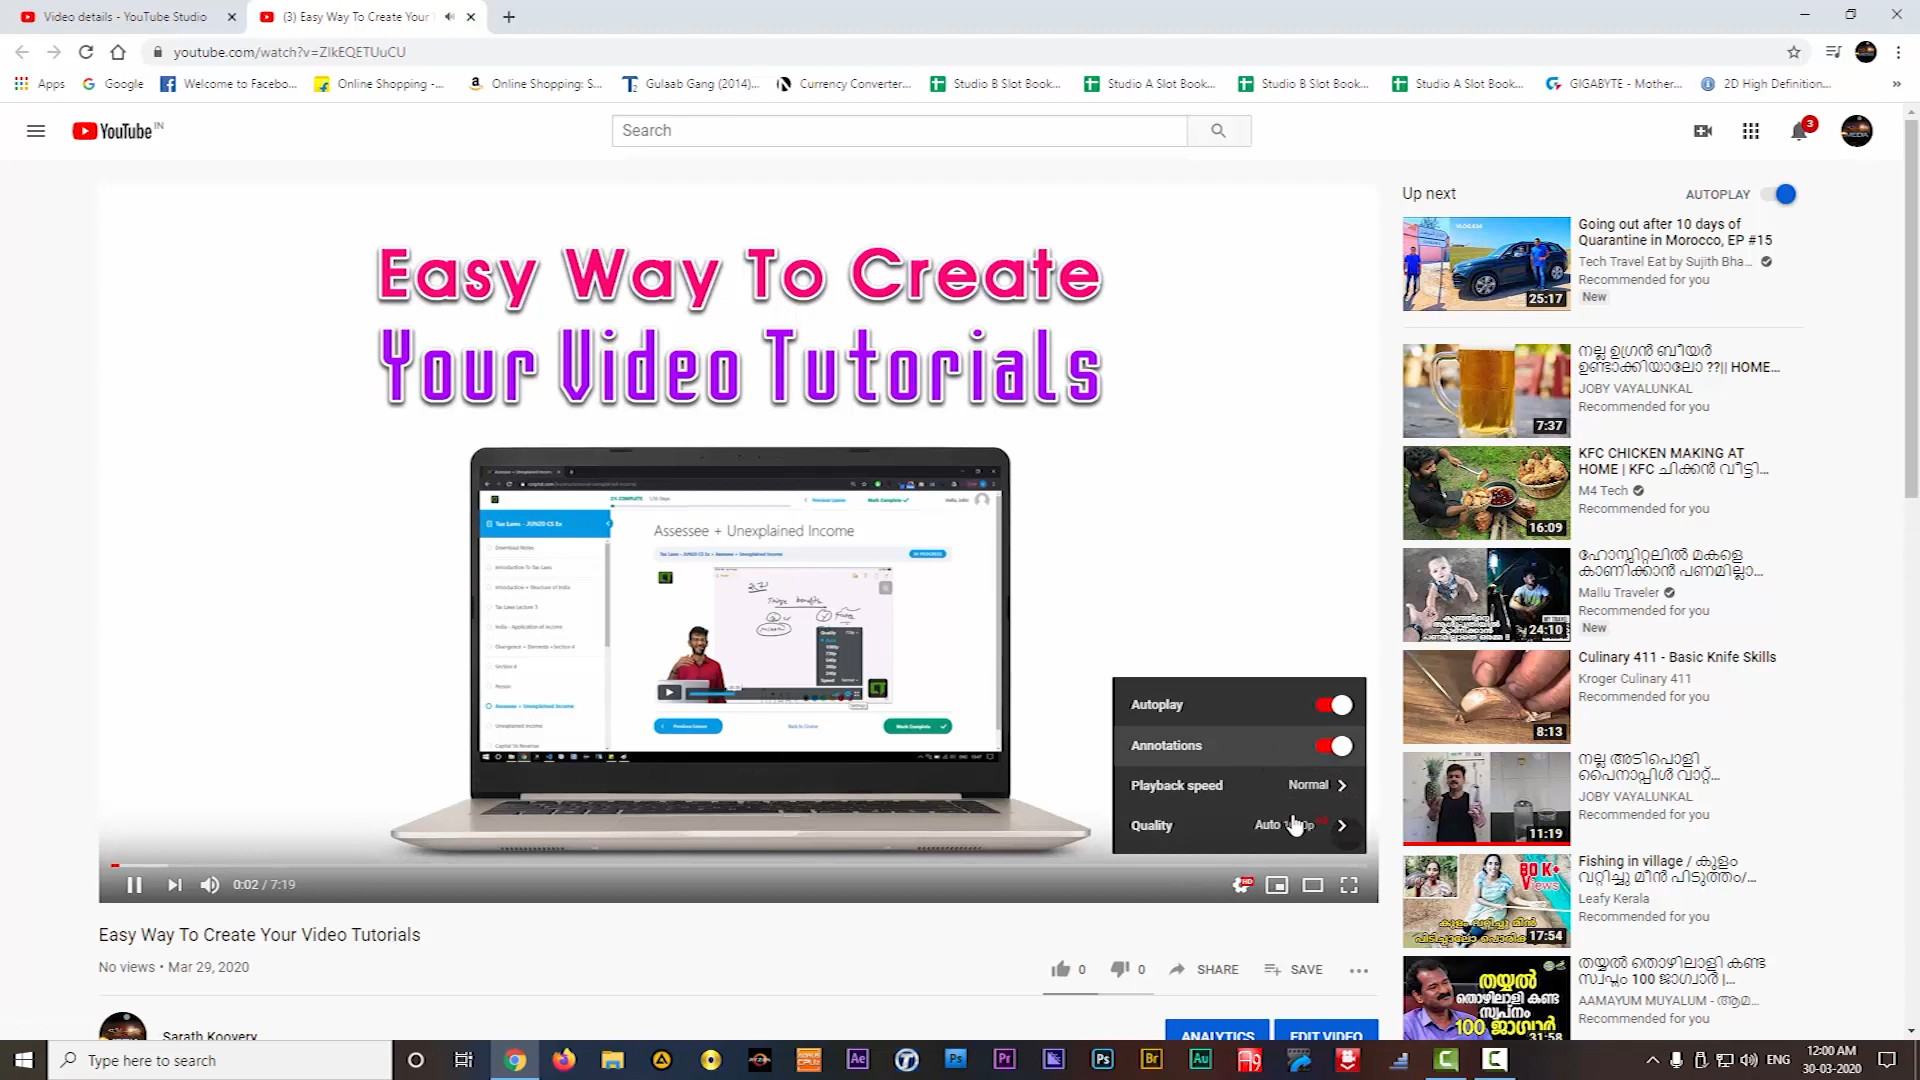 Video details - YouTube Studio
(3) Easy Way To Create Your
youtube.com/watch?v=ZIkEQETUuCU
Apps
Google
Welcome to Facebo...
Online Shopping -...
Online Shopping: S...
Gulaab Gang (2014)...
Currency Converter...
Studio B Slot Book...
Studio A Slot Book...
Studio B Slot Book...
Studio A Slot Book...
GIGABYTE - Mother...
2D High Definition...
YouTube IN
Search
3
Easy Way To Create
Your Video Tutorials
Assessee + Unexplained Income
Autoplay
Annotations
Playback speed Normal
Quality Auto
0:02 / 7:19
HD
Easy Way To Create Your Video Tutorials
No views • Mar 29, 2020
0
0
SHARE
SAVE
Sarath Koovery
ANALYTICS
EDIT VIDEO
Up next
AUTOPLAY
25:17
Going out after 10 days of
Quarantine in Morocco, EP #15
Tech Travel Eat by Sujith Bha...
Recommended for you
New
7:37
നല്ല ഉഗ്രൻ ബീയർ
ഉണ്ടാക്കിയാലോ ??|| HOME...
JOBY VAYALUNKAL
Recommended for you
16:09
KFC CHICKEN MAKING AT
HOME | KFC ചിക്കൻ വീട്ടി...
M4 Tech
Recommended for you
24:10
ഹോസ്പിറ്റലിൽ മകളെ
കാണിക്കാൻ പണമില്ലാ...
Mallu Traveler
Recommended for you
New
8:13
Culinary 411 - Basic Knife Skills
Kroger Culinary 411
Recommended for you
11:19
നല്ല അടിപൊളി
പൈനാപ്പിൾ വാറ്റ്...
JOBY VAYALUNKAL
Recommended for you
80 K+
Views
17:54
Fishing in village / കുളം
വറ്റിച്ചു മീൻ പിടുത്തം/...
Leafy Kerala
Recommended for you
തയ്യൽ
തൊഴിലാളി കണ്ട
സ്വപ്നം
100 ജാഗ്വാർ
31:58
തയ്യൽ തൊഴിലാളി കണ്ട
സ്വപ്നം 100 ജാഗ്വാർ |...
AAMAYUM MUYALUM - ആമ...
Recommended for you
Type here to search
ENG
12:00 AM
30-03-2020